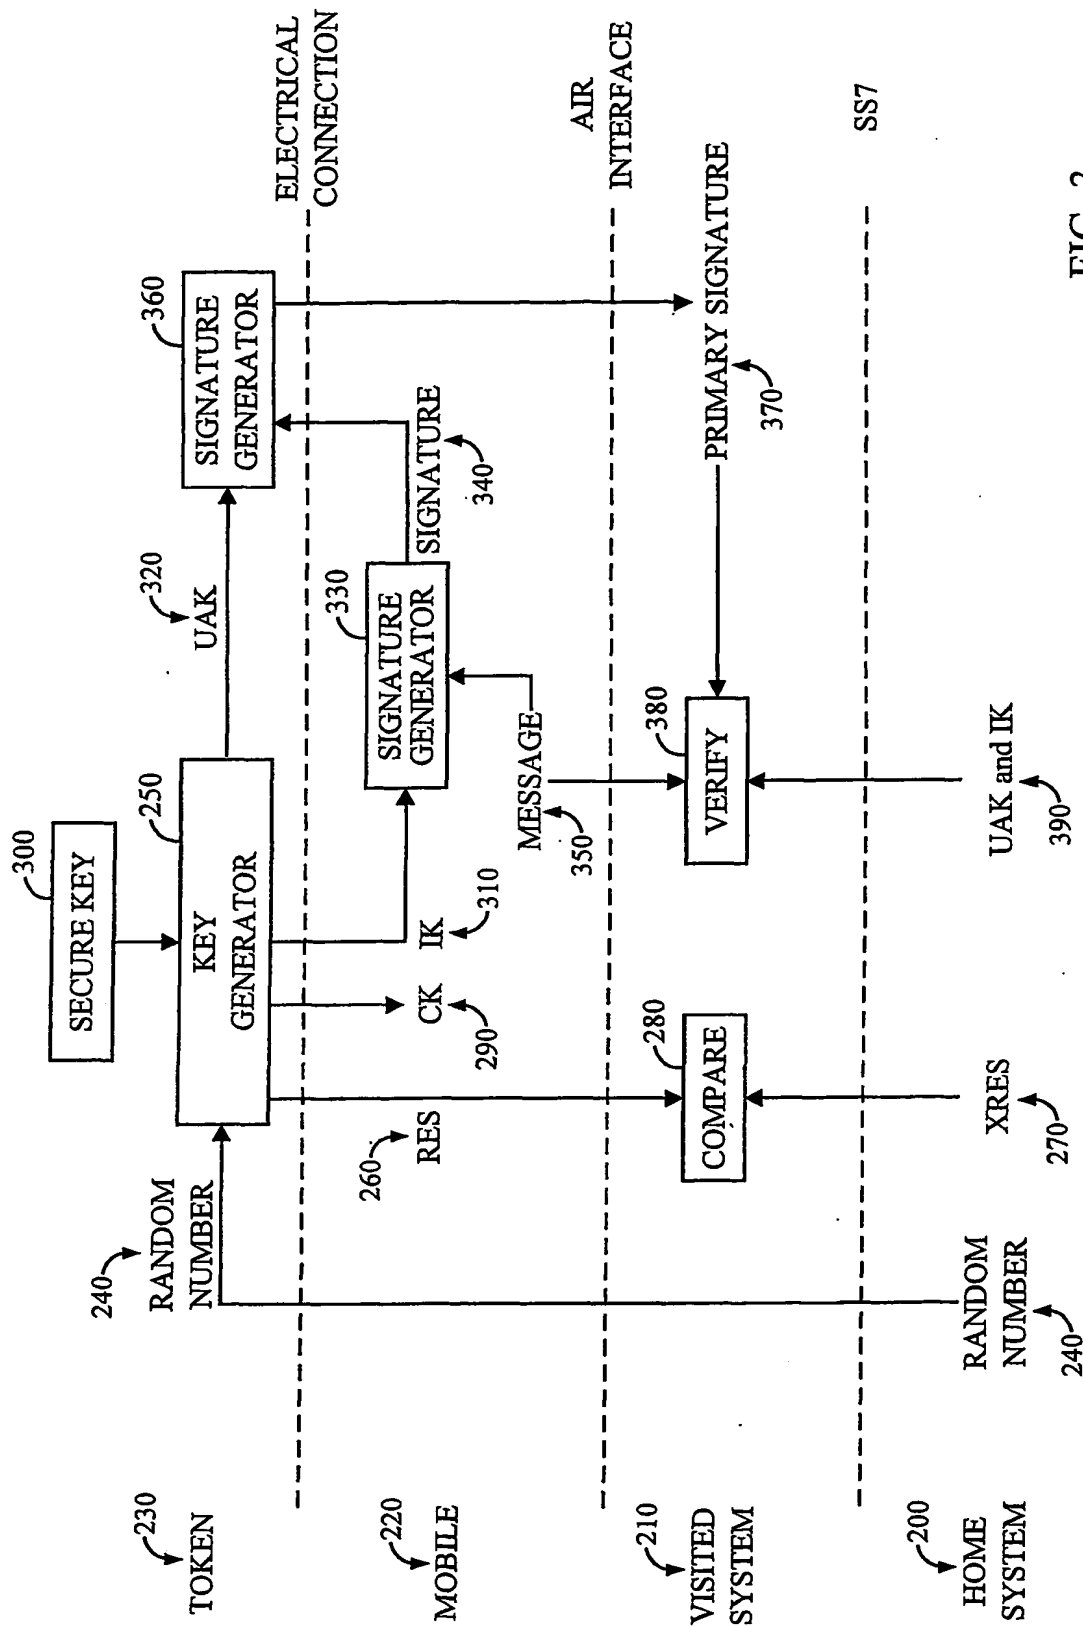 230
TOKEN
220
MOBILE
210
VISITED
SYSTEM
200
HOME
SYSTEM
240
RANDOM
NUMBER
RANDOM
NUMBER
240
300
SECURE KEY
250
KEY
GENERATOR
320
UAK
360
SIGNATURE
GENERATOR
ELECTRICAL
CONNECTION
260
RES
CK
290
IK
310
330
SIGNATURE
GENERATOR
SIGNATURE
340
MESSAGE
350
AIR
INTERFACE
280
COMPARE
380
VERIFY
PRIMARY SIGNATURE
370
SS7
XRES
270
UAK and IK
390